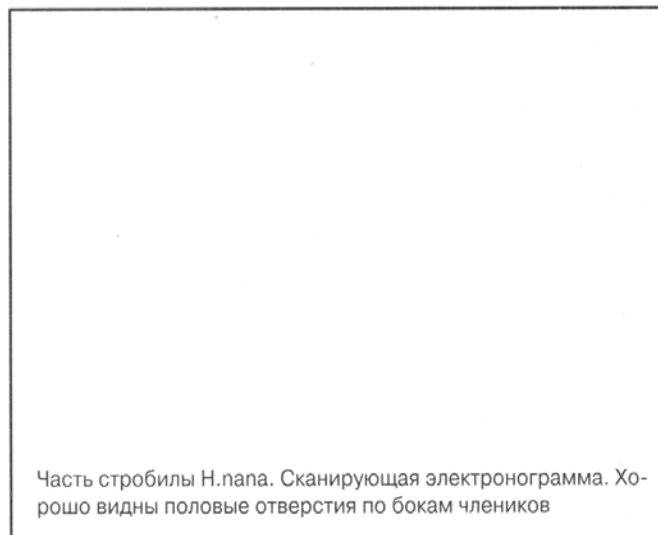 Часть стробилы H.nana. Сканирующая электронограмма. Хо-
рошо видны половые отверстия по бокам члеников